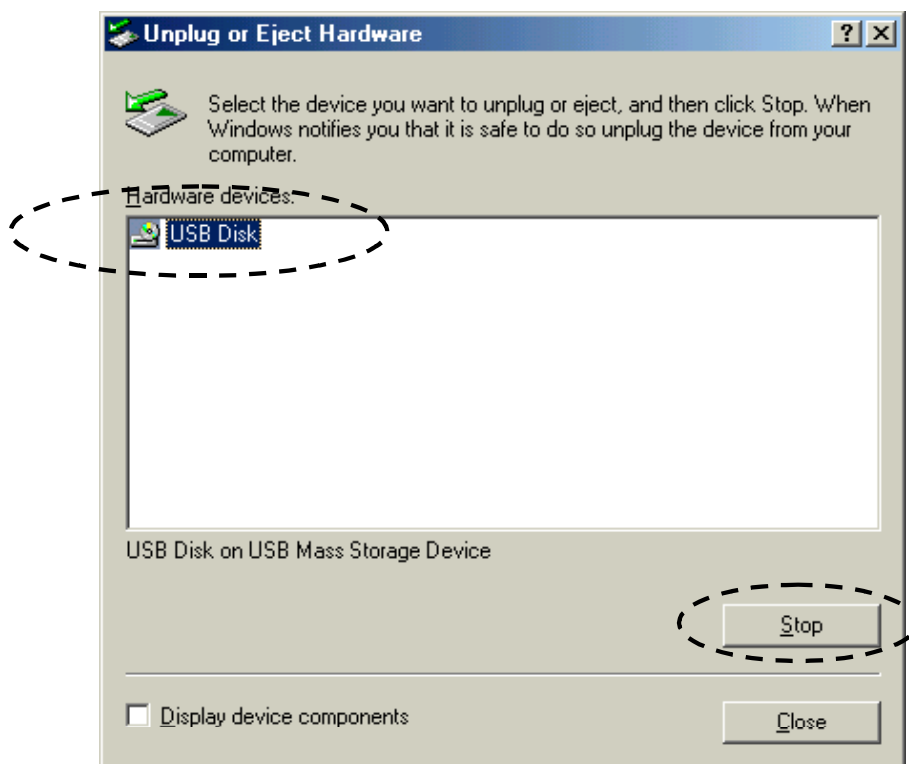 Unplug or Eject Hardware
Select the device you want to unplug or eject, and then click Stop. When
Windows notifies you that it is safe to do so unplug the device from your
computer.
Hardware devices:
USB Disk
USB Disk on USB Mass Storage Device
Stop
Display device components
Close